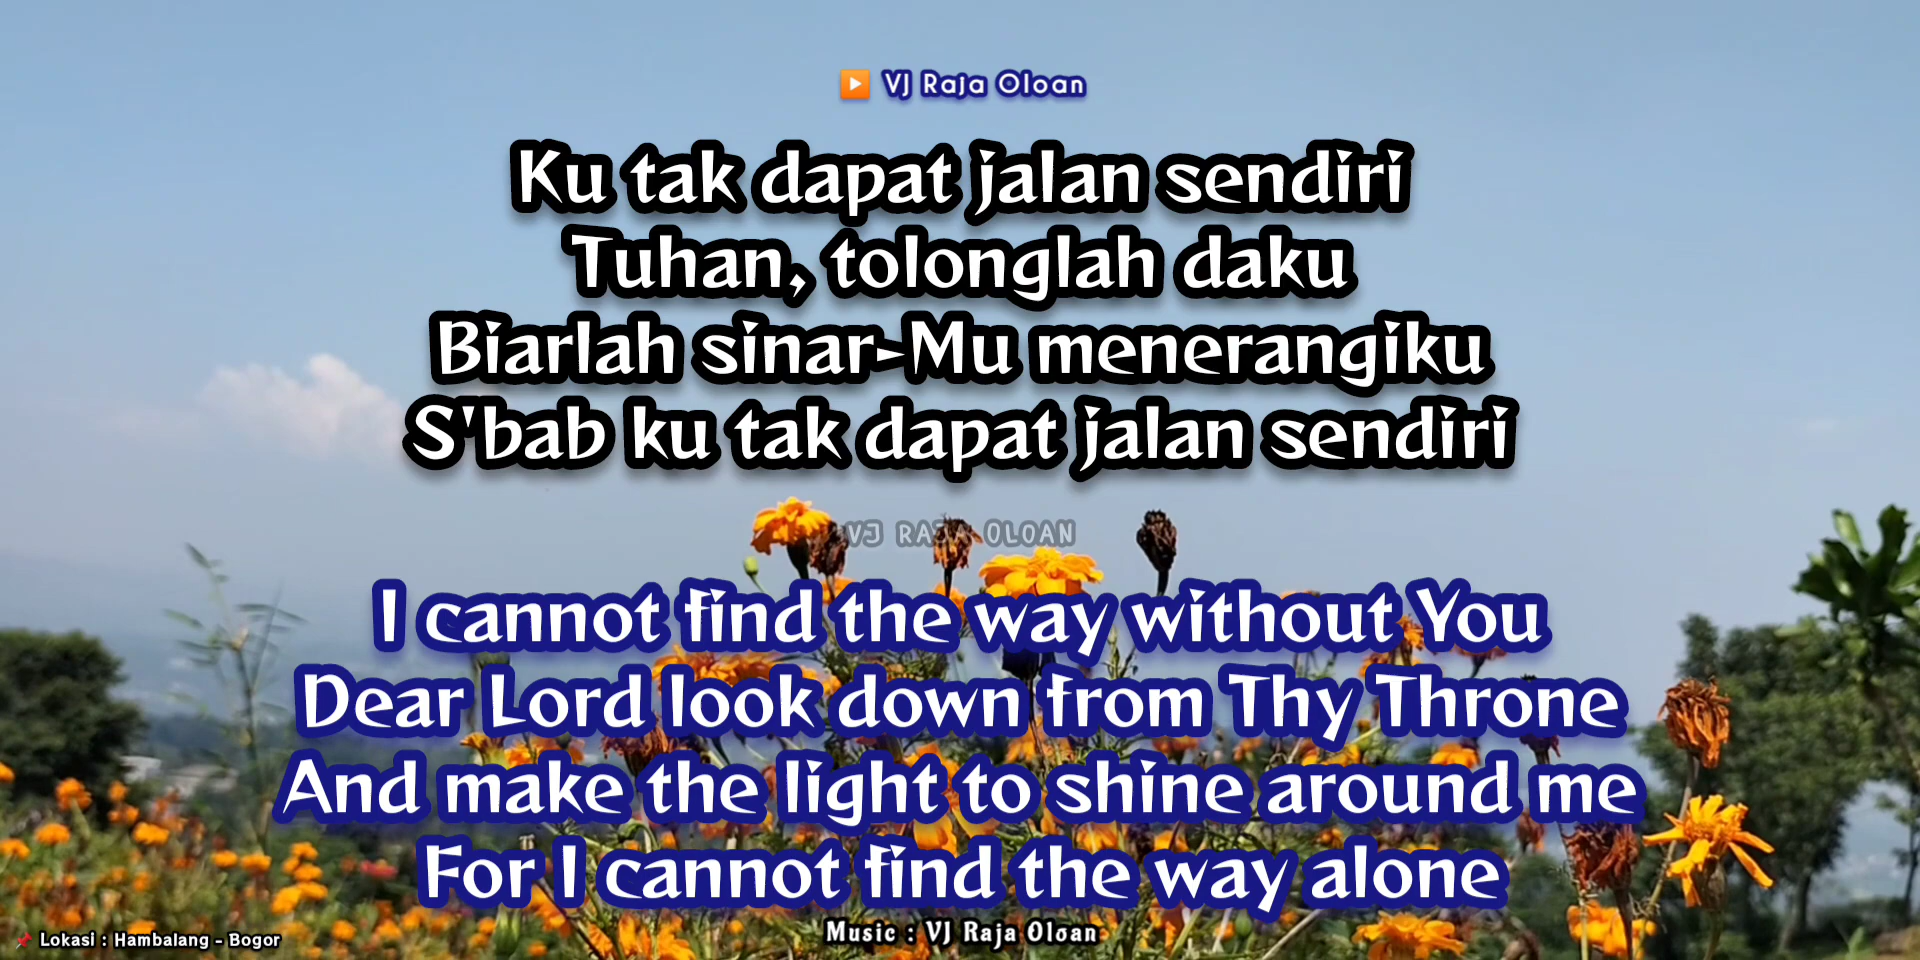 VJ Raja Oloan
Ku tak dapat jalan sendiri
Tuhan, tolonglah daku
Biarlah sinar-Mu menerangiku
S'bab ku tak dapat jalan sendiri
VJ RAJA OLOAN
I cannot find the way without You
Dear Lord look down from Thy Throne
And make the light to shine around me
For I cannot find the way alone
Music : VJ Raja Oloan
Lokasi : Hambalang - Bogor